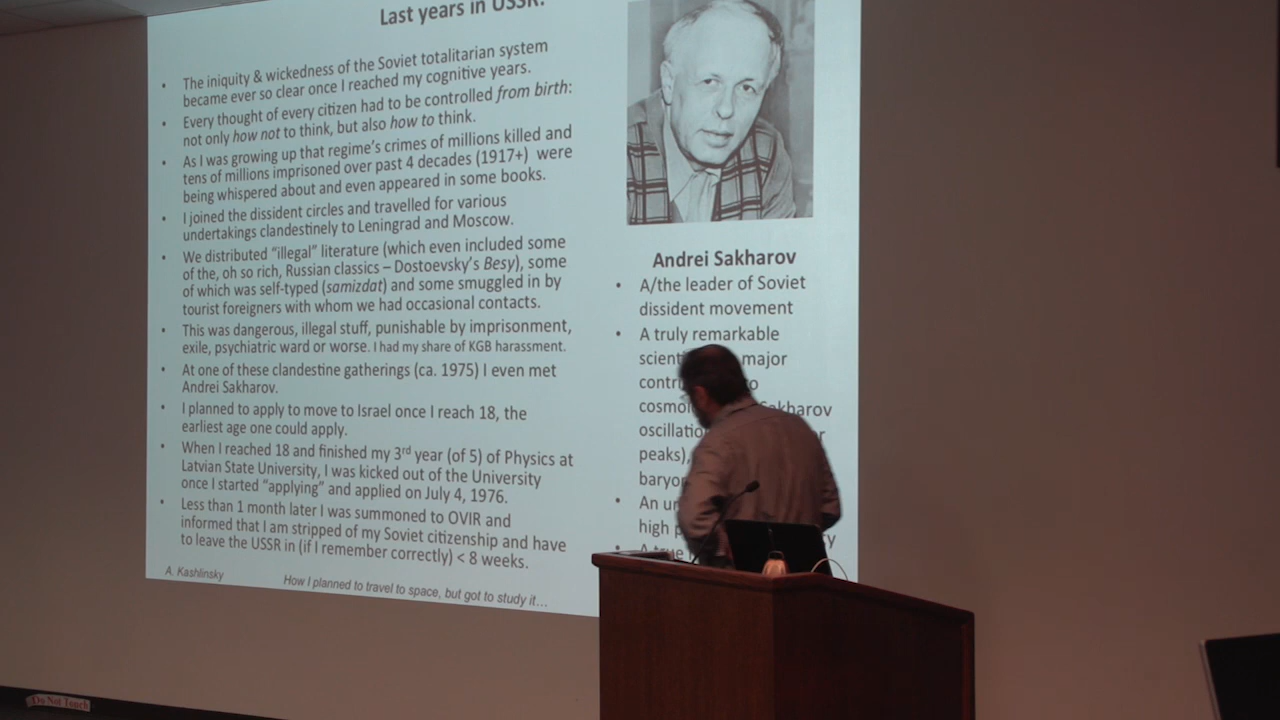 Last years in USSR:
• The iniquity & wickedness of the Soviet totalitarian system
became ever so clear once I reached my cognitive years.
• Every thought of every citizen had to be controlled from birth:
not only how not to think, but also how to think.
• As I was growing up that regime's crimes of millions killed and
tens of millions imprisoned over past 4 decades (1917+) were
being whispered about and even appeared in some books.
• I joined the dissident circles and travelled for various
undertakings clandestinely to Leningrad and Moscow.
• We distributed "illegal" literature (which even included some
of the, oh so rich, Russian classics – Dostoevsky's Besy), some
of which was self-typed (samizdat) and some smuggled in by
tourist foreigners with whom we had occasional contacts.
• This was dangerous, illegal stuff, punishable by imprisonment,
exile, psychiatric ward or worse. I had my share of KGB harassment.
• At one of these clandestine gatherings (ca. 1975) I even met
Andrei Sakharov.
• I planned to apply to move to Israel once I reach 18, the
earliest age one could apply.
• When I reached 18 and finished my 3rd year (of 5) of Physics at
Latvian State University, I was kicked out of the University
once I started "applying" and applied on July 4, 1976.
• Less than 1 month later I was summoned to OVIR and
informed that I am stripped of my Soviet citizenship and have
to leave the USSR in (if I remember correctly) < 8 weeks.
A. Kashlinsky
How I planned to travel to space, but got to study it...
Andrei Sakharov
• A/the leader of Soviet
dissident movement
• A truly remarkable
major
Sakharov
peaks),
• An
high
• A
Do Not Touch